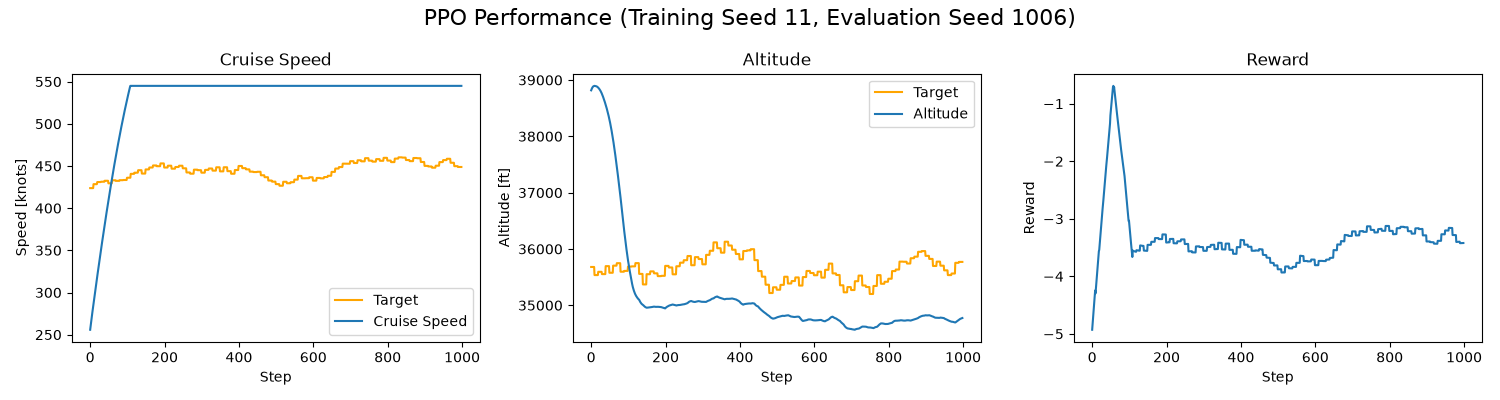 PPO Performance (Training Seed 11, Evaluation Seed 1006)
Cruise Speed
550
500
450
400
350
300
250
Speed [knots]
0 200 400 600 800 1000
Step
Target
Cruise Speed
Altitude
39000
38000
37000
36000
35000
Altitude [ft]
0 200 400 600 800 1000
Step
Target
Altitude
Reward
−1
−2
−3
−4
−5
Reward
0 200 400 600 800 1000
Step